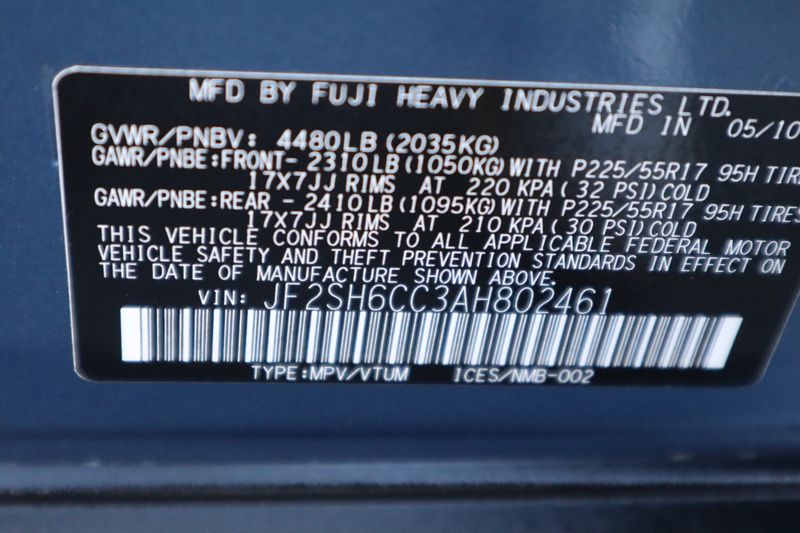 MFD BY FUJI HEAVY INDUSTRIES LTD.
MFD IN 05/10
GVWR/PNBV: 4480LB (2035KG)
GAWR/PNBE:FRONT- 2310LB(1050KG)WITH P225/55R17 95H TIRE
17X7JJ RIMS AT 220 KPA( 32 PSI)COLD
GAWR/PNBE:REAR - 2410LB(1095KG)WITH P225/55R17 95H TIRES
17X7JJ RIMS AT 210 KPA( 30 PSI)COLD
THIS VEHICLE CONFORMS TO ALL APPLICABLE FEDERAL MOTOR
VEHICLE SAFETY AND THEFT PREVENTION STANDARDS IN EFFECT ON
THE DATE OF MANUFACTURE SHOWN ABOVE.
VIN: JF2SH6CC3AH802461
TYPE:MPV/VTUM ICES/NMB-002